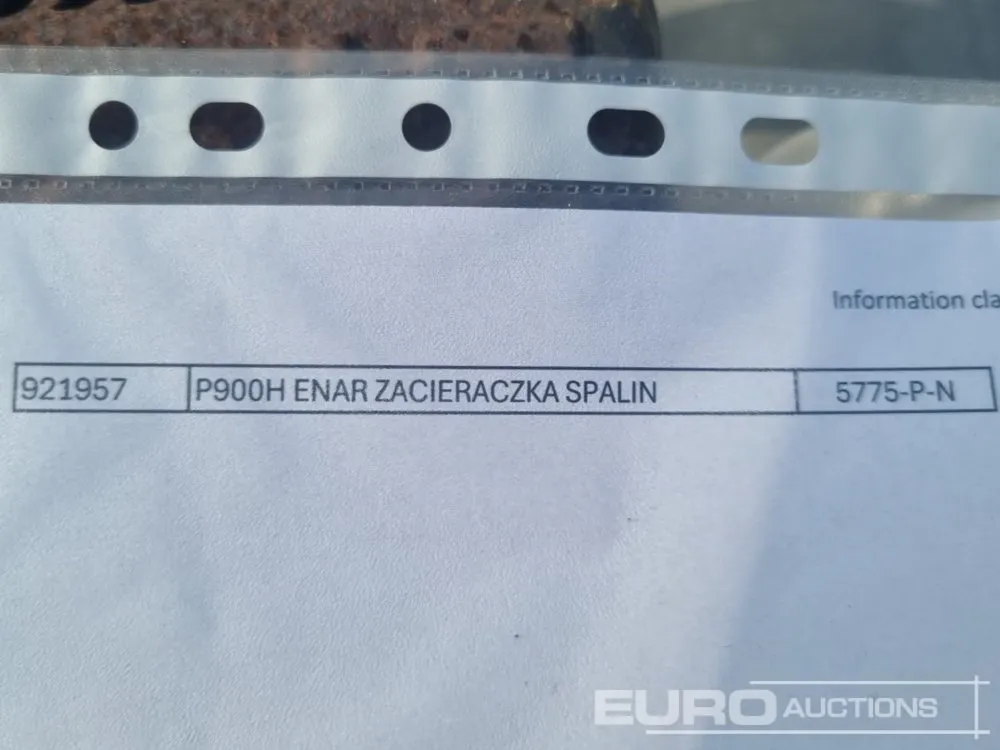 Information cla
921957 P900H ENAR ZACIERACZKA SPALIN 5775-P-N
EURO AUCTIONS